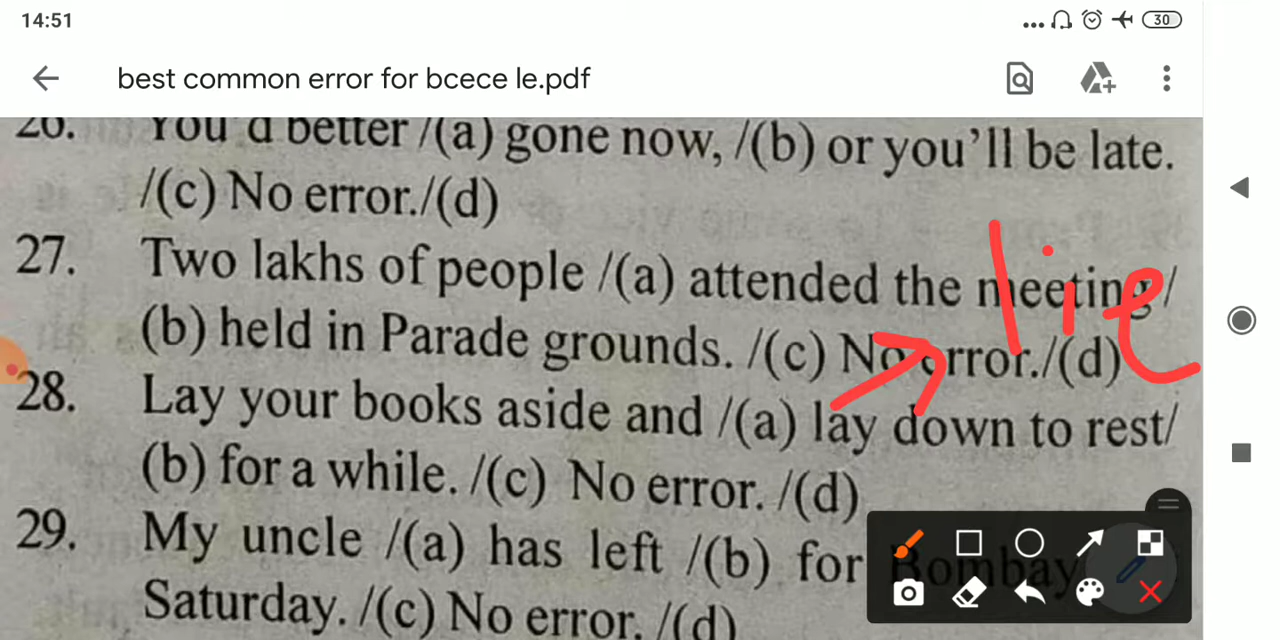 14:51
30
best common error for bcece le.pdf
26. You'd better /(a) gone now, /(b) or you'll be late.
/(c) No error./(d)
27. Two lakhs of people /(a) attended the meeting/
(b) held in Parade grounds. /(c) No error./(d)
lie
28. Lay your books aside and /(a) lay down to rest/
(b) for a while. /(c) No error. /(d)
29. My uncle /(a) has left /(b) for Bombay
Saturday. /(c) No error. /(d)